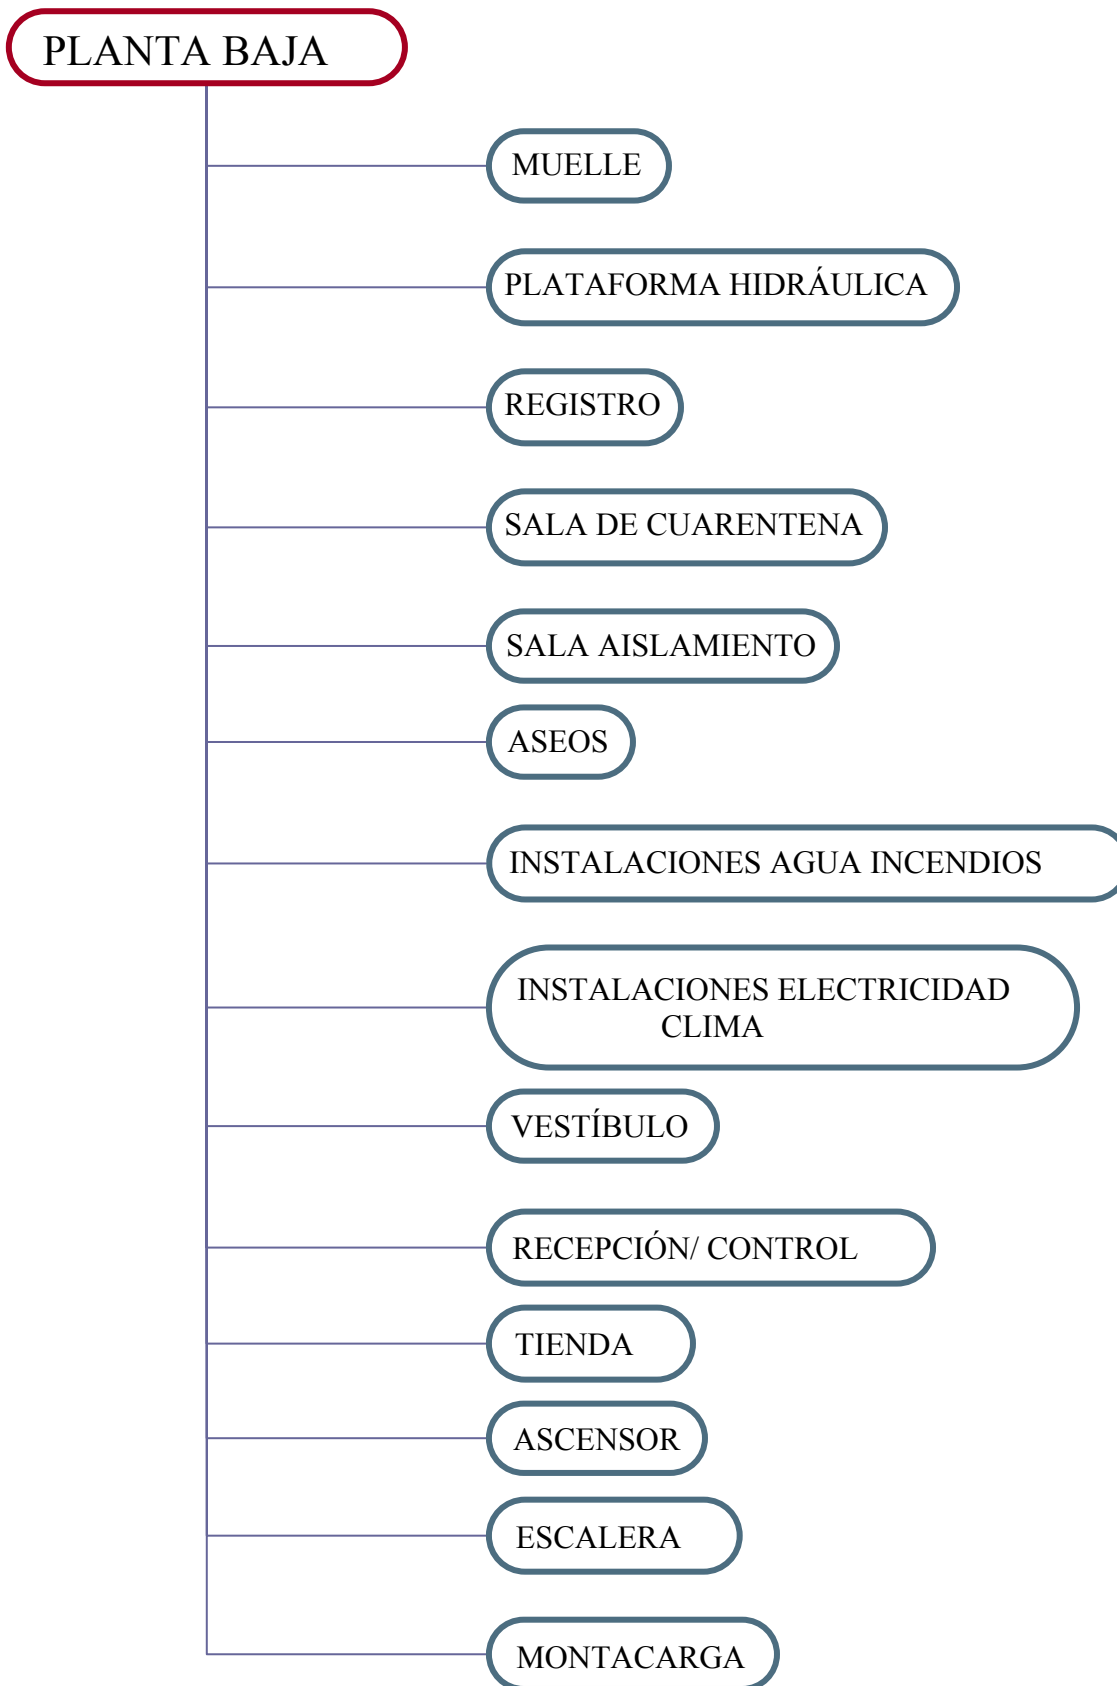 PLANTA BAJA
MUELLE
PLATAFORMA HIDRÁULICA
REGISTRO
SALA DE CUARENTENA
SALA AISLAMIENTO
ASEOS
INSTALACIONES AGUA INCENDIOS
INSTALACIONES ELECTRICIDAD
CLIMA
VESTÍBULO
RECEPCIÓN/ CONTROL
TIENDA
ASCENSOR
ESCALERA
MONTACARGA